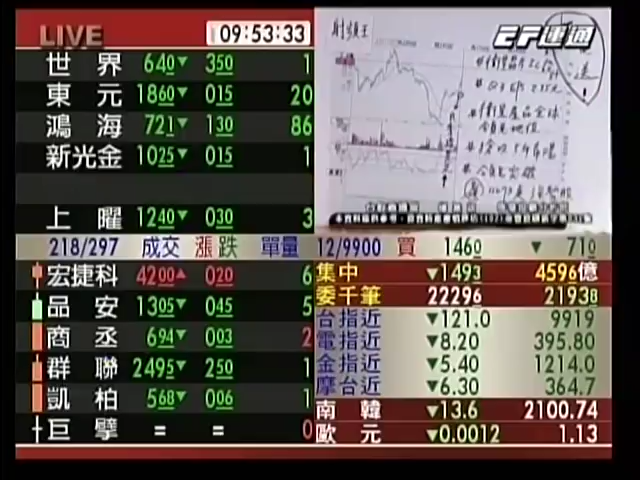 LIVE
09:53:33
世界 640▼ 350 1
東元 1860▼ 015 20
鴻海 721▼ 130 86
新光金 1025▼ 015 1
上曜 1240▼ 030 3
218/297 成交 漲跌 單量
宏捷科 4200▲ 020 6
品安 1305▼ 045 5
商丞 694▼ 003 2
群聯 2495▼ 250 1
凱柏 568▼ 006 1
巨擘 = = 0
射頻王
EF運通
12/9900 買 1460 ▼ 710
集中 ▼1493 4596億
委千筆 22296 21938
台指近 ▼121.0 9919
電指近 ▼8.20 395.80
金指近 ▼5.40 1214.0
摩台近 ▼6.30 364.7
南韓 ▼13.6 2100.74
歐元 ▼0.0012 1.13